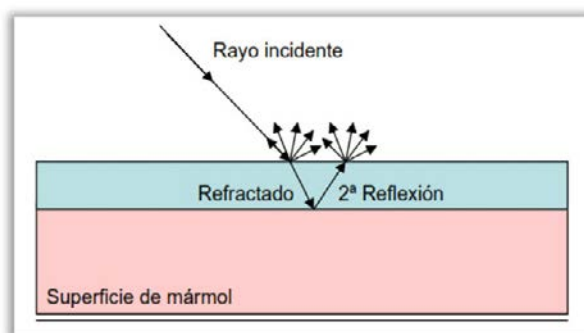 Rayo incidente
Refractado
2ª Reflexión
Superficie de mármol